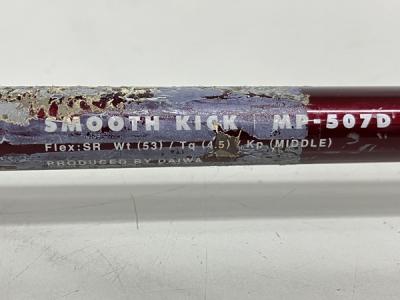 SMOOTH KICK MP-507D
Flex:SR Wt (53) / Tq (4.5) / Kp (MIDDLE)
PRODUCED BY DAIWA